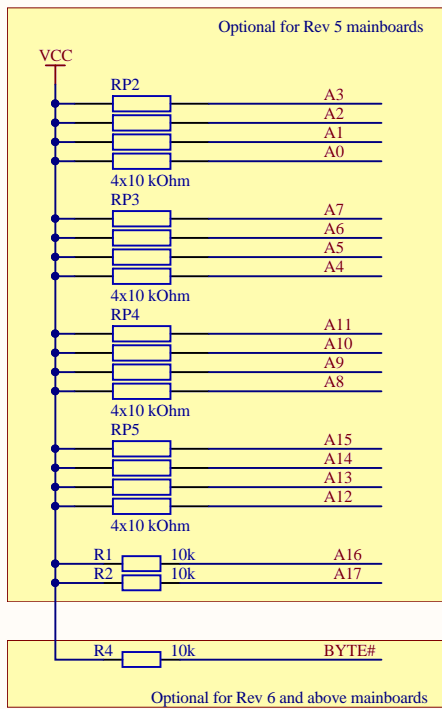 Optional for Rev 5 mainboards
VCC
RP2
A3
A2
A1
A0
4x10 kOhm
RP3
A7
A6
A5
A4
4x10 kOhm
RP4
A11
A10
A9
A8
4x10 kOhm
RP5
A15
A14
A13
A12
4x10 kOhm
R1 10k A16
R2 10k A17
R4 10k BYTE#
Optional for Rev 6 and above mainboards